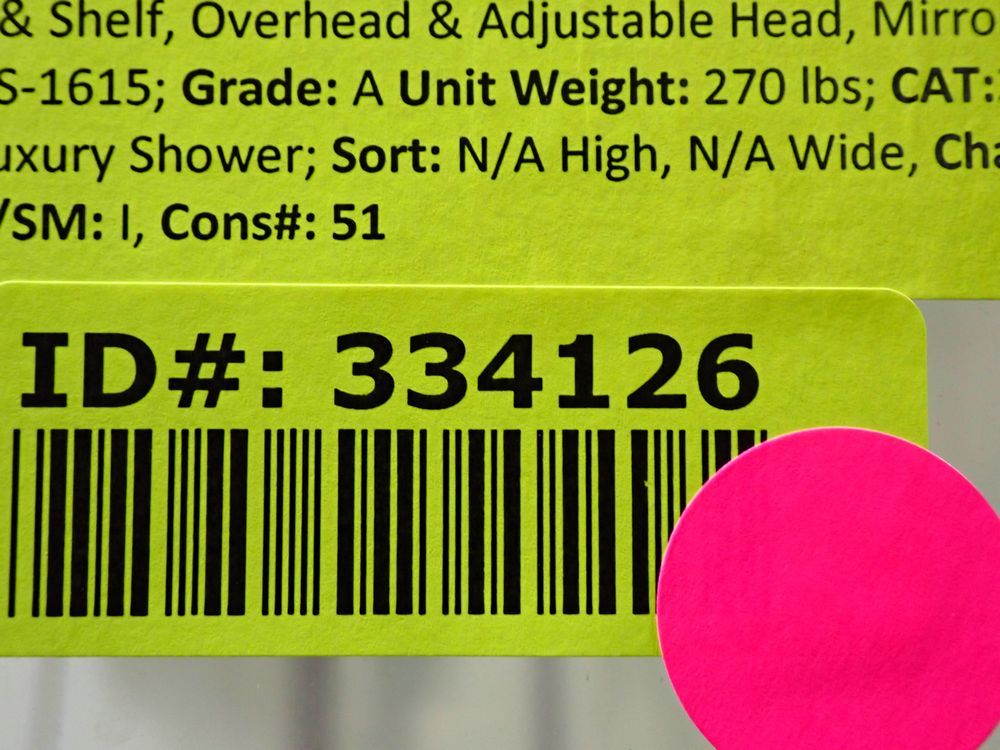 & Shelf, Overhead & Adjustable Head, Mirro
S-1615; Grade: A Unit Weight: 270 lbs; CAT:
uxury Shower; Sort: N/A High, N/A Wide, Cha
/SM: I, Cons#: 51
ID#: 334126